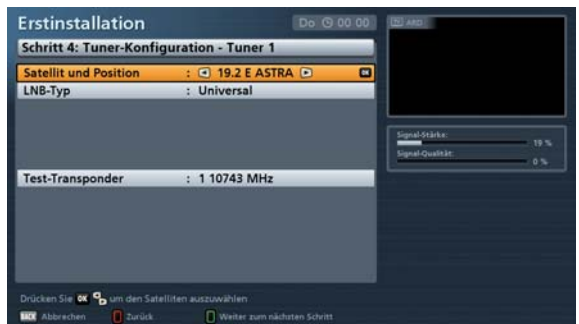 Erstinstallation
Do 00 00
ARD
Schritt 4: Tuner-Konfiguration - Tuner 1
Satellit und Position : 19.2 E ASTRA OK
LNB-Typ : Universal
Signal-Stärke: 19 %
Signal-Qualität: 0 %
Test-Transponder : 1 10743 MHz
Drücken Sie OK um den Satelliten auszuwählen
BACK Abbrechen Zurück Weiter zum nächsten Schritt